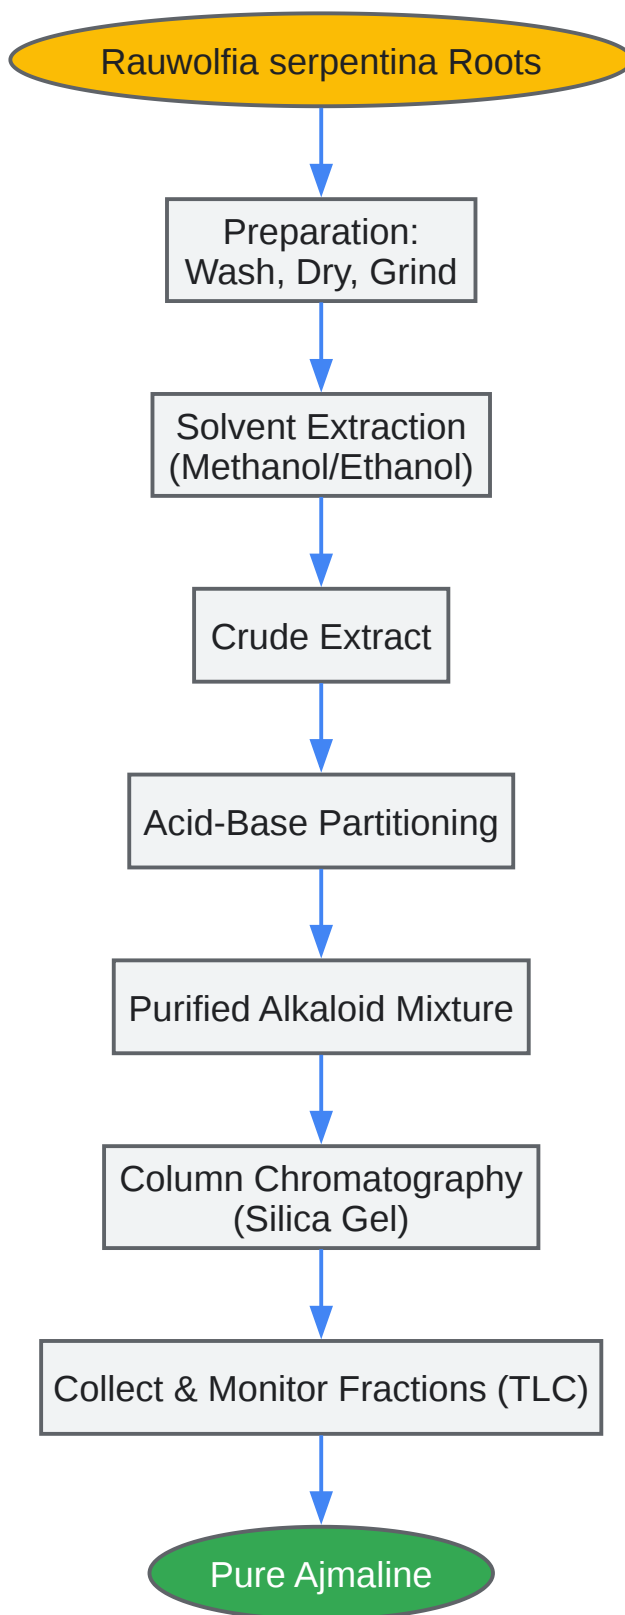 Rauwolfia serpentina Roots
Preparation:
Wash, Dry, Grind
Solvent Extraction
(Methanol/Ethanol)
Crude Extract
Acid-Base Partitioning
Purified Alkaloid Mixture
Column Chromatography
(Silica Gel)
Collect & Monitor Fractions (TLC)
Pure Ajmaline